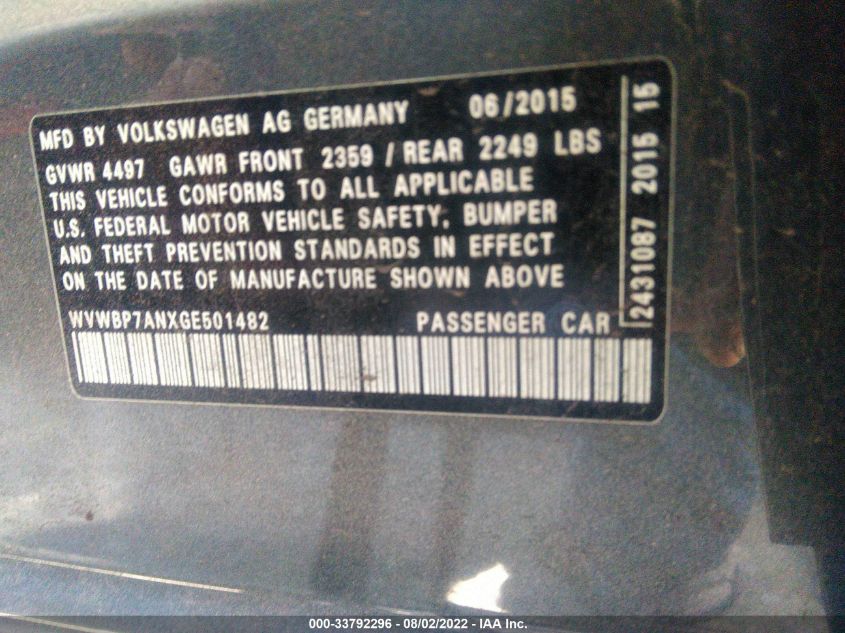 MFD BY VOLKSWAGEN AG GERMANY 06/2015
GVWR 4497 GAWR FRONT 2359 / REAR 2249 LBS
THIS VEHICLE CONFORMS TO ALL APPLICABLE
U.S. FEDERAL MOTOR VEHICLE SAFETY, BUMPER
AND THEFT PREVENTION STANDARDS IN EFFECT
ON THE DATE OF MANUFACTURE SHOWN ABOVE
WVWBP7ANXGE501482 PASSENGER CAR
2431087 2015 15
000-33792296 - 08/02/2022 - IAA Inc.